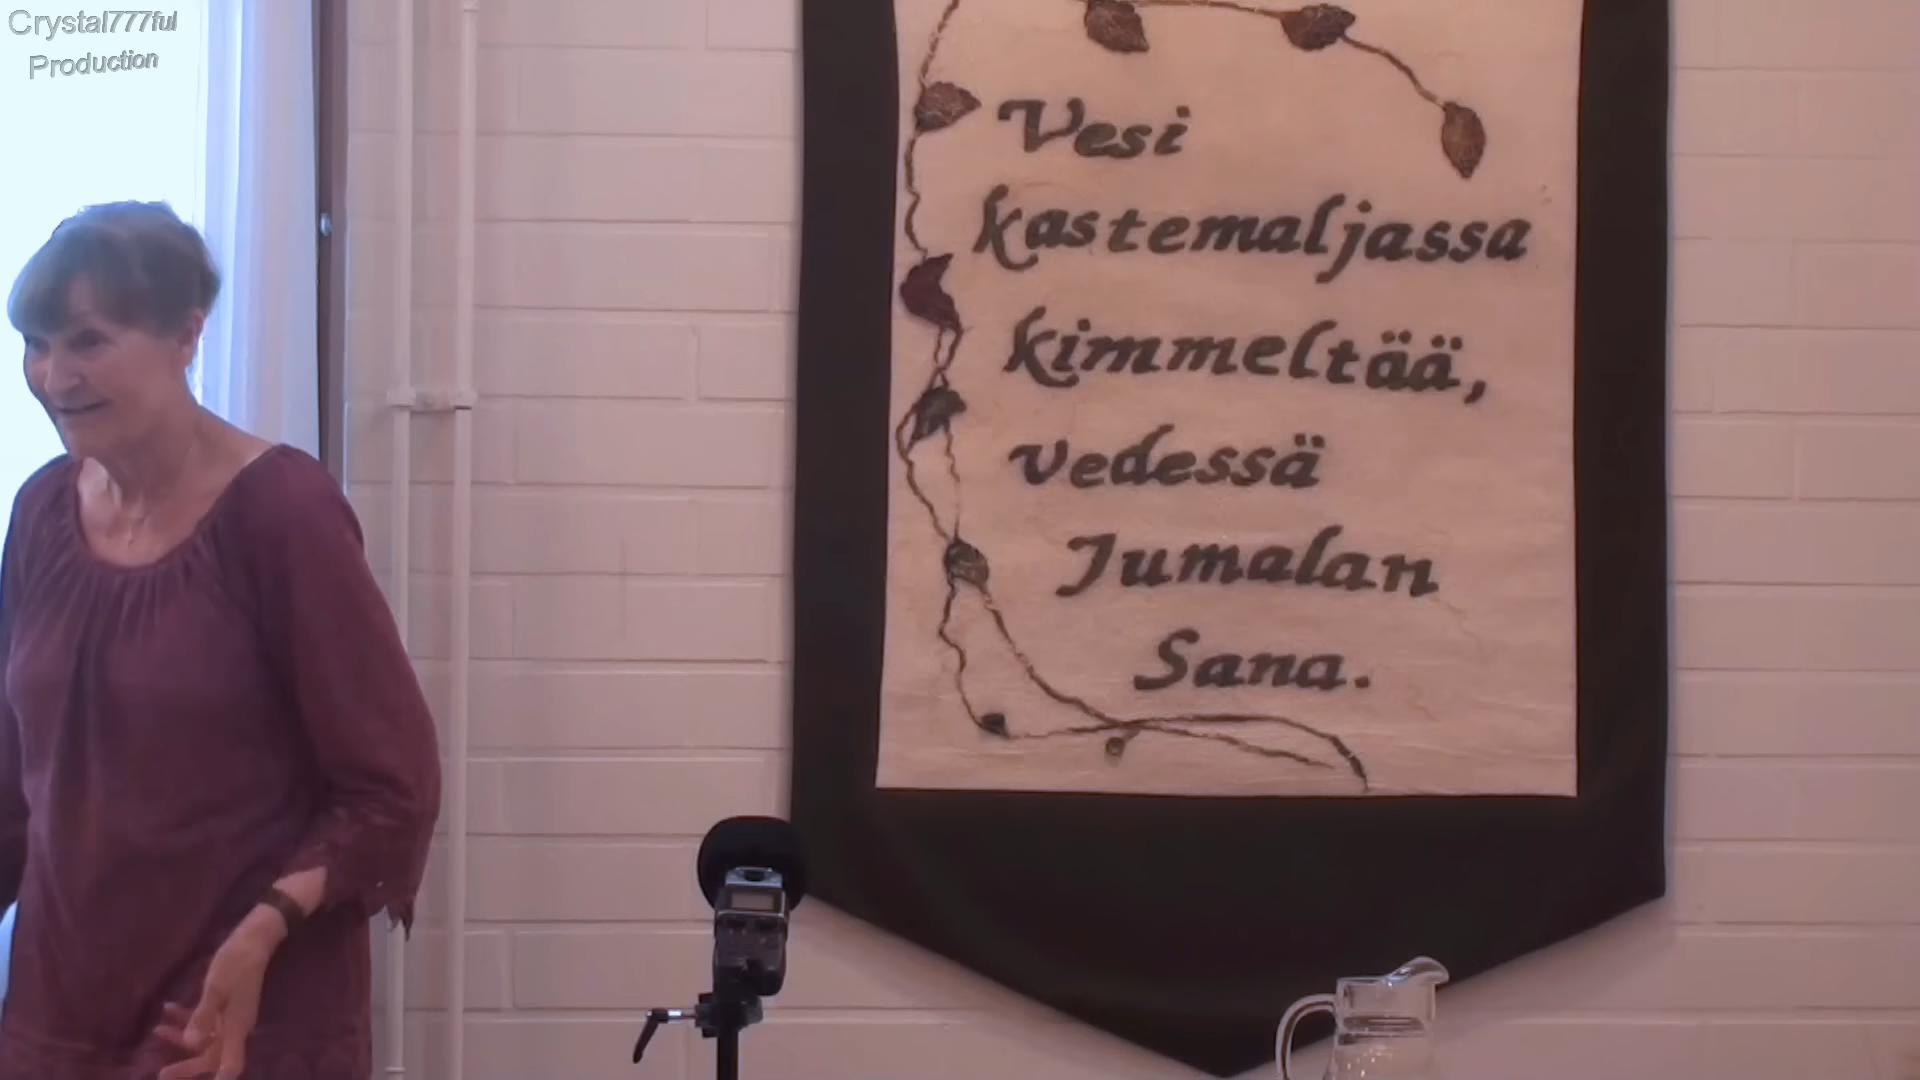 Crystal777ful
Production
Vesi
kastemaljassa
kimmeltää,
vedessä
Jumalan
Sana.